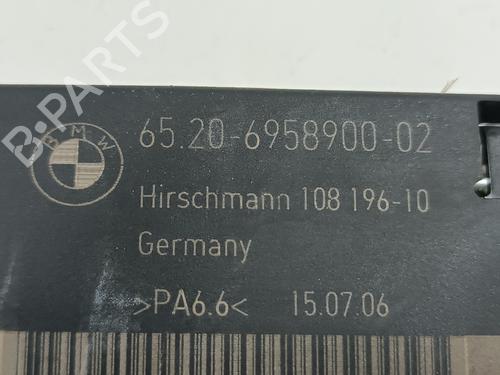 B-PARTS
BMW
65.20-6958900-02
Hirschmann 108 196-10
Germany
>PA6.6< 15.07.06